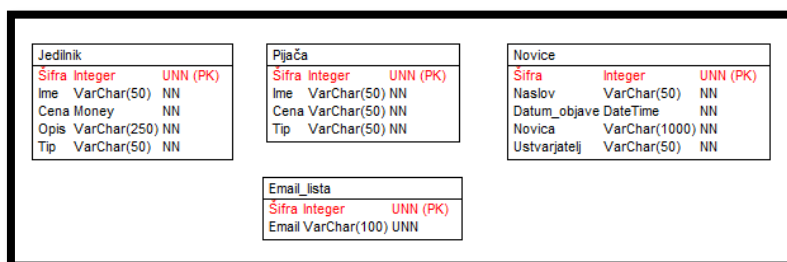 Jedilnik
Šifra Integer UNN (PK)
Ime VarChar(50) NN
Cena Money NN
Opis VarChar(250) NN
Tip VarChar(50) NN
Pijača
Šifra Integer UNN (PK)
Ime VarChar(50) NN
Cena VarChar(50) NN
Tip VarChar(50) NN
Novice
Šifra Integer UNN (PK)
Naslov VarChar(50) NN
Datum_objave DateTime NN
Novica VarChar(1000) NN
Ustvarjatelj VarChar(50) NN
Email_lista
Šifra Integer UNN (PK)
Email VarChar(100) UNN